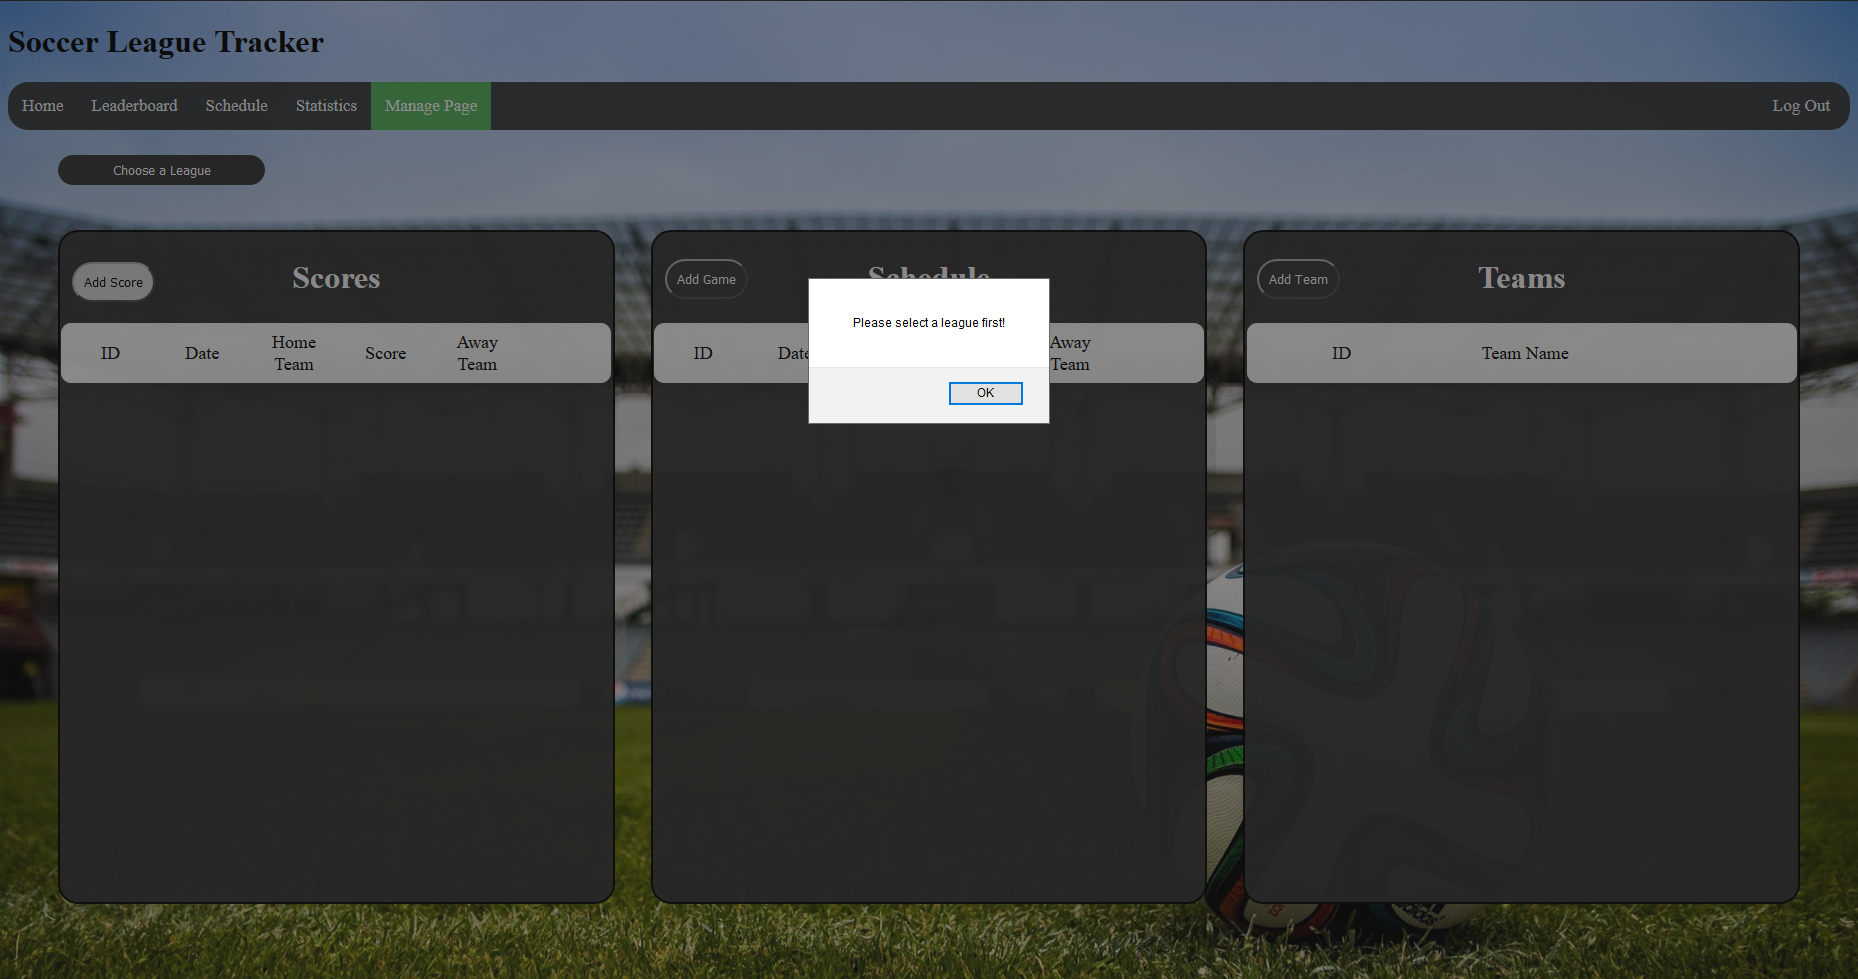 Soccer League Tracker
Home Leaderboard Schedule Statistics Manage Page Log Out
Choose a League
Add Score Scores
ID Date Home Team Score Away Team
Add Game Schedule
ID Date Away Team
Please select a league first!
OK
Add Team Teams
ID Team Name
adidas